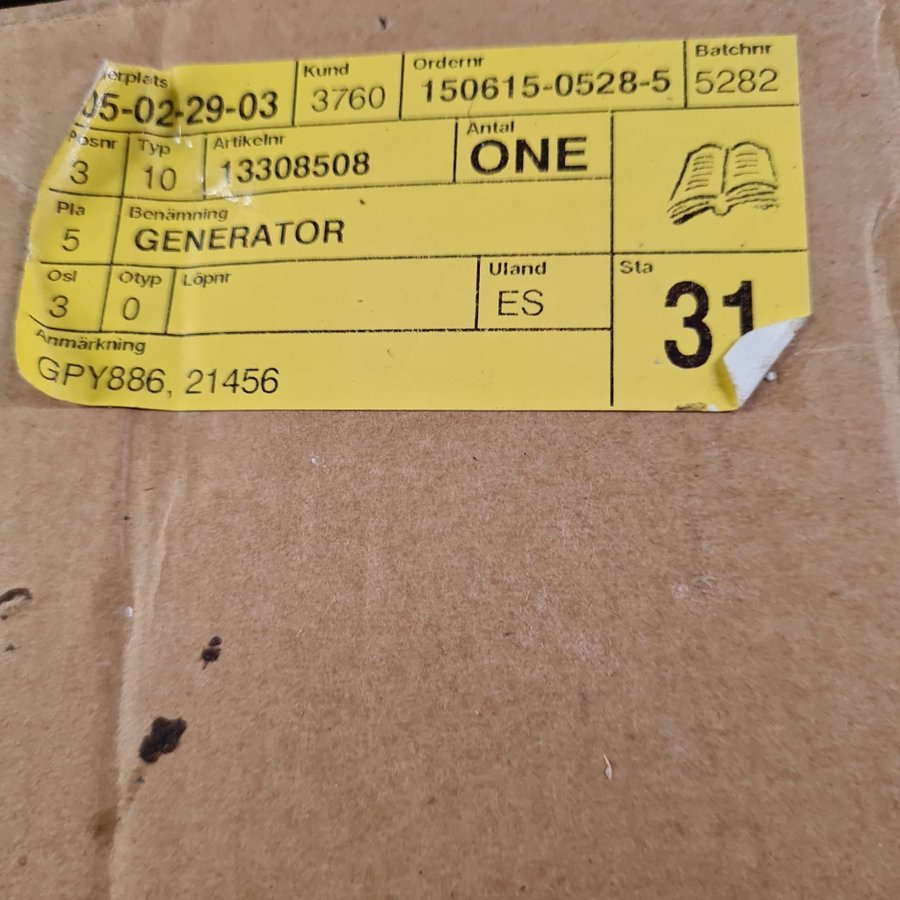 Kund Ordernr Batchnr
05-02-29-03 3760 150615-0528-5 5282
Posnr Typ Artikelnr Antal
3 10 13308508 ONE
Pla Benämning
5 GENERATOR
Osl Otyp Löpnr Uland Sta
3 0 ES 31
Anmärkning
GPY886, 21456